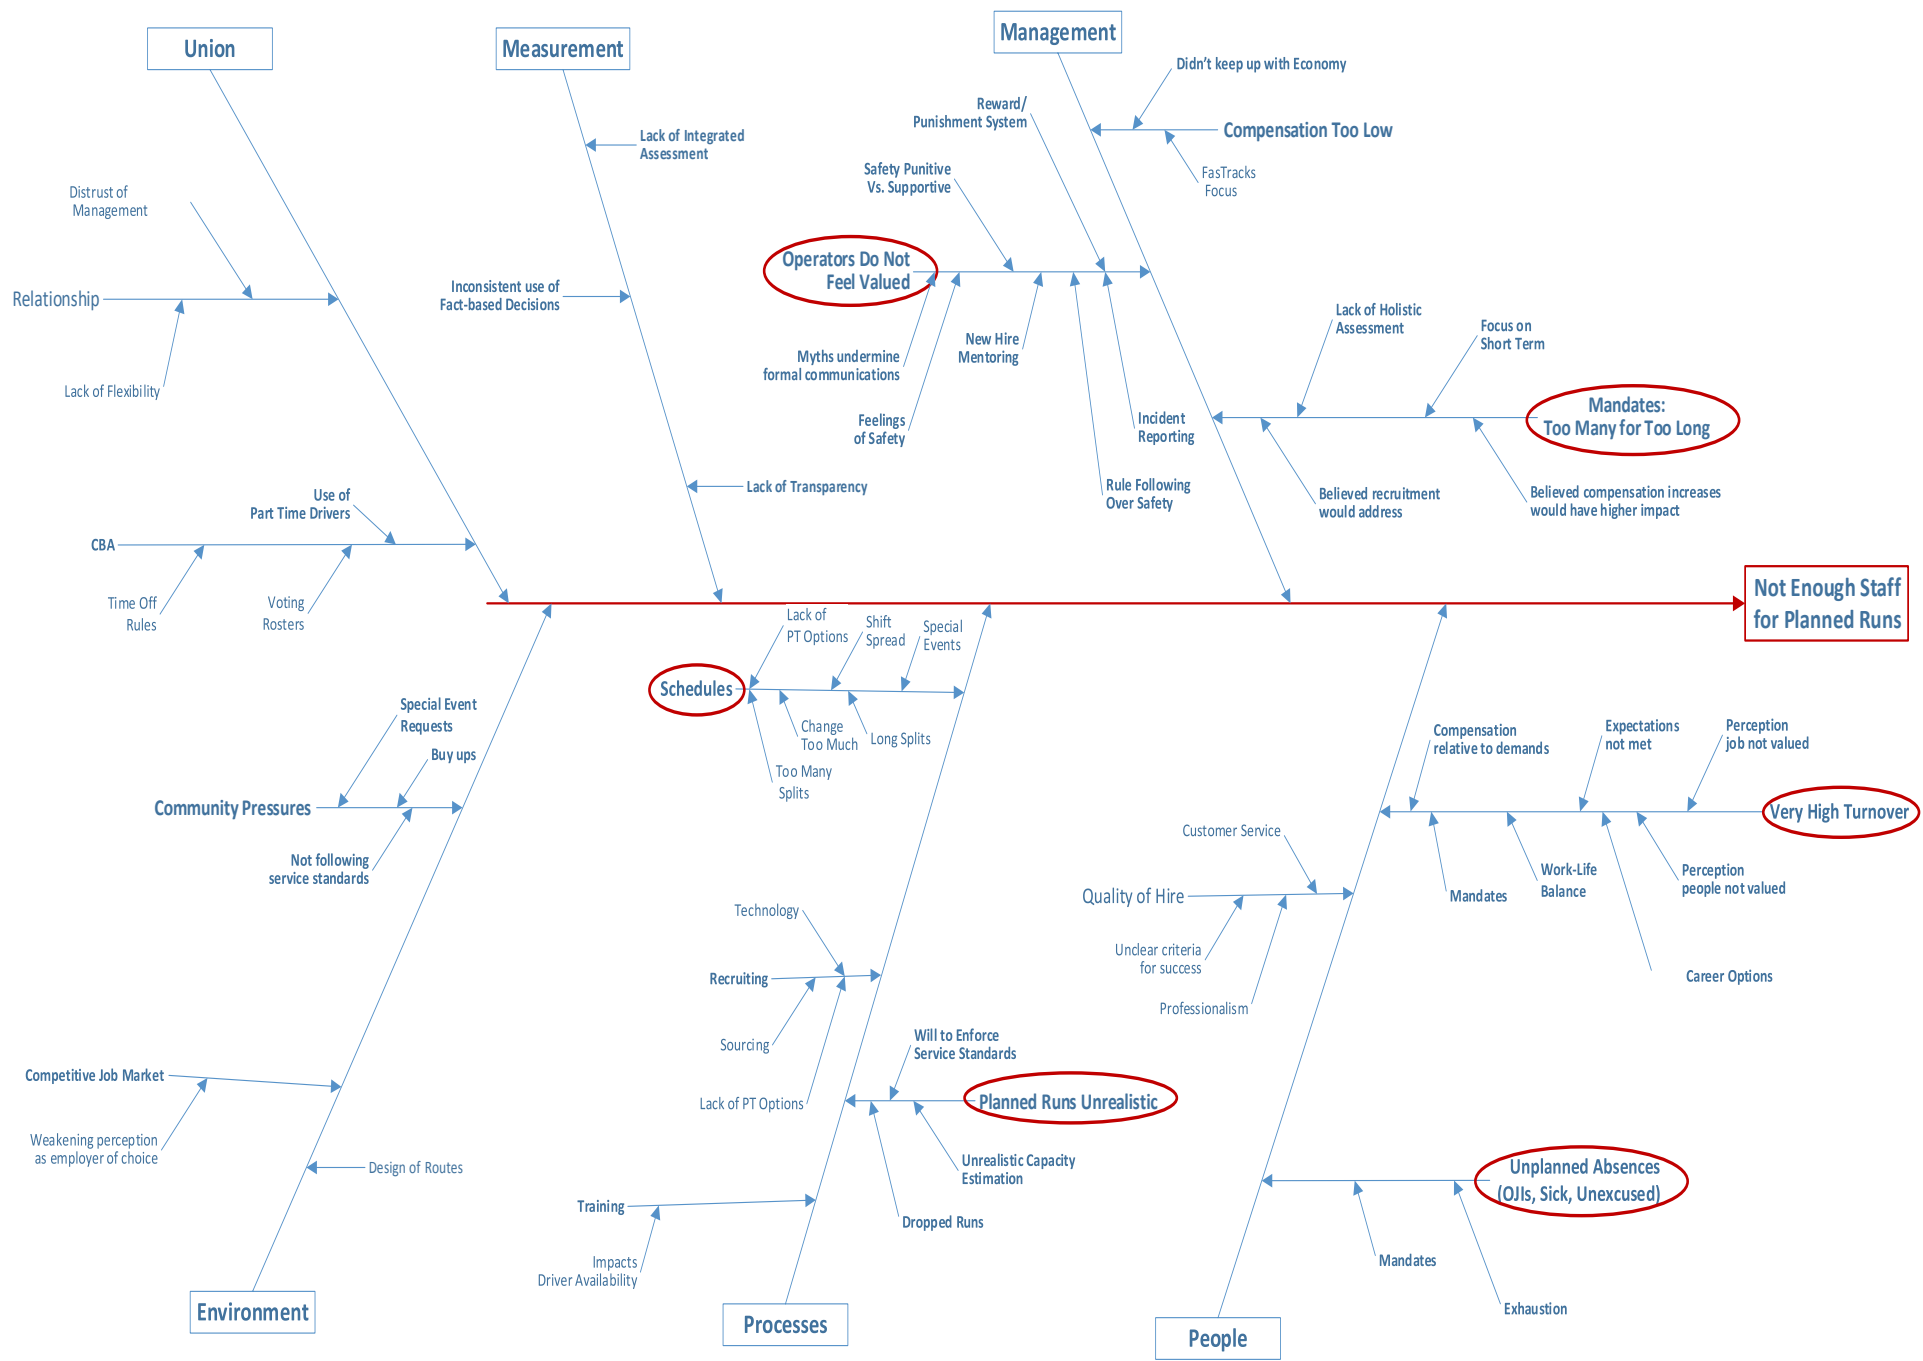 Union
Measurement
Management
Didn't keep up with Economy
Compensation Too Low
FasTracks
Focus
Reward/
Punishment System
Safety Punitive
Vs. Supportive
Operators Do Not
Feel Valued
Myths undermine
formal communications
Feelings
of Safety
New Hire
Mentoring
Rule Following
Over Safety
Incident
Reporting
Lack of Holistic
Assessment
Focus on
Short Term
Mandates:
Too Many for Too Long
Believed recruitment
would address
Believed compensation increases
would have higher impact
Lack of Integrated
Assessment
Inconsistent use of
Fact-based Decisions
Lack of Transparency
Distrust of
Management
Relationship
Lack of Flexibility
Use of
Part Time Drivers
CBA
Time Off
Rules
Voting
Rosters
Not Enough Staff
for Planned Runs
Special Event
Requests
Buy ups
Community Pressures
Not following
service standards
Competitive Job Market
Weakening perception
as employer of choice
Design of Routes
Environment
Lack of
PT Options
Shift
Spread
Special
Events
Schedules
Change
Too Much
Long Splits
Too Many
Splits
Technology
Recruiting
Sourcing
Lack of PT Options
Will to Enforce
Service Standards
Planned Runs Unrealistic
Unrealistic Capacity
Estimation
Dropped Runs
Training
Impacts
Driver Availability
Processes
Compensation
relative to demands
Expectations
not met
Perception
job not valued
Very High Turnover
Mandates
Work-Life
Balance
Perception
people not valued
Career Options
Customer Service
Quality of Hire
Unclear criteria
for success
Professionalism
Unplanned Absences
(OJIs, Sick, Unexcused)
Mandates
Exhaustion
People